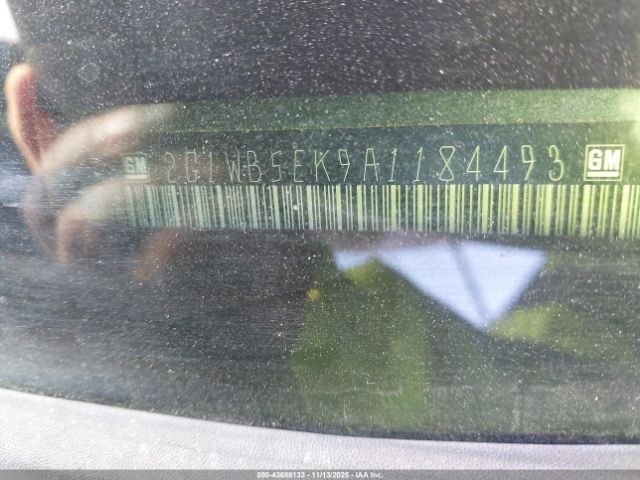 GM 2G1WB5EK9A1184493 GM
000-43688133 - 11/13/2025 - IAA Inc.